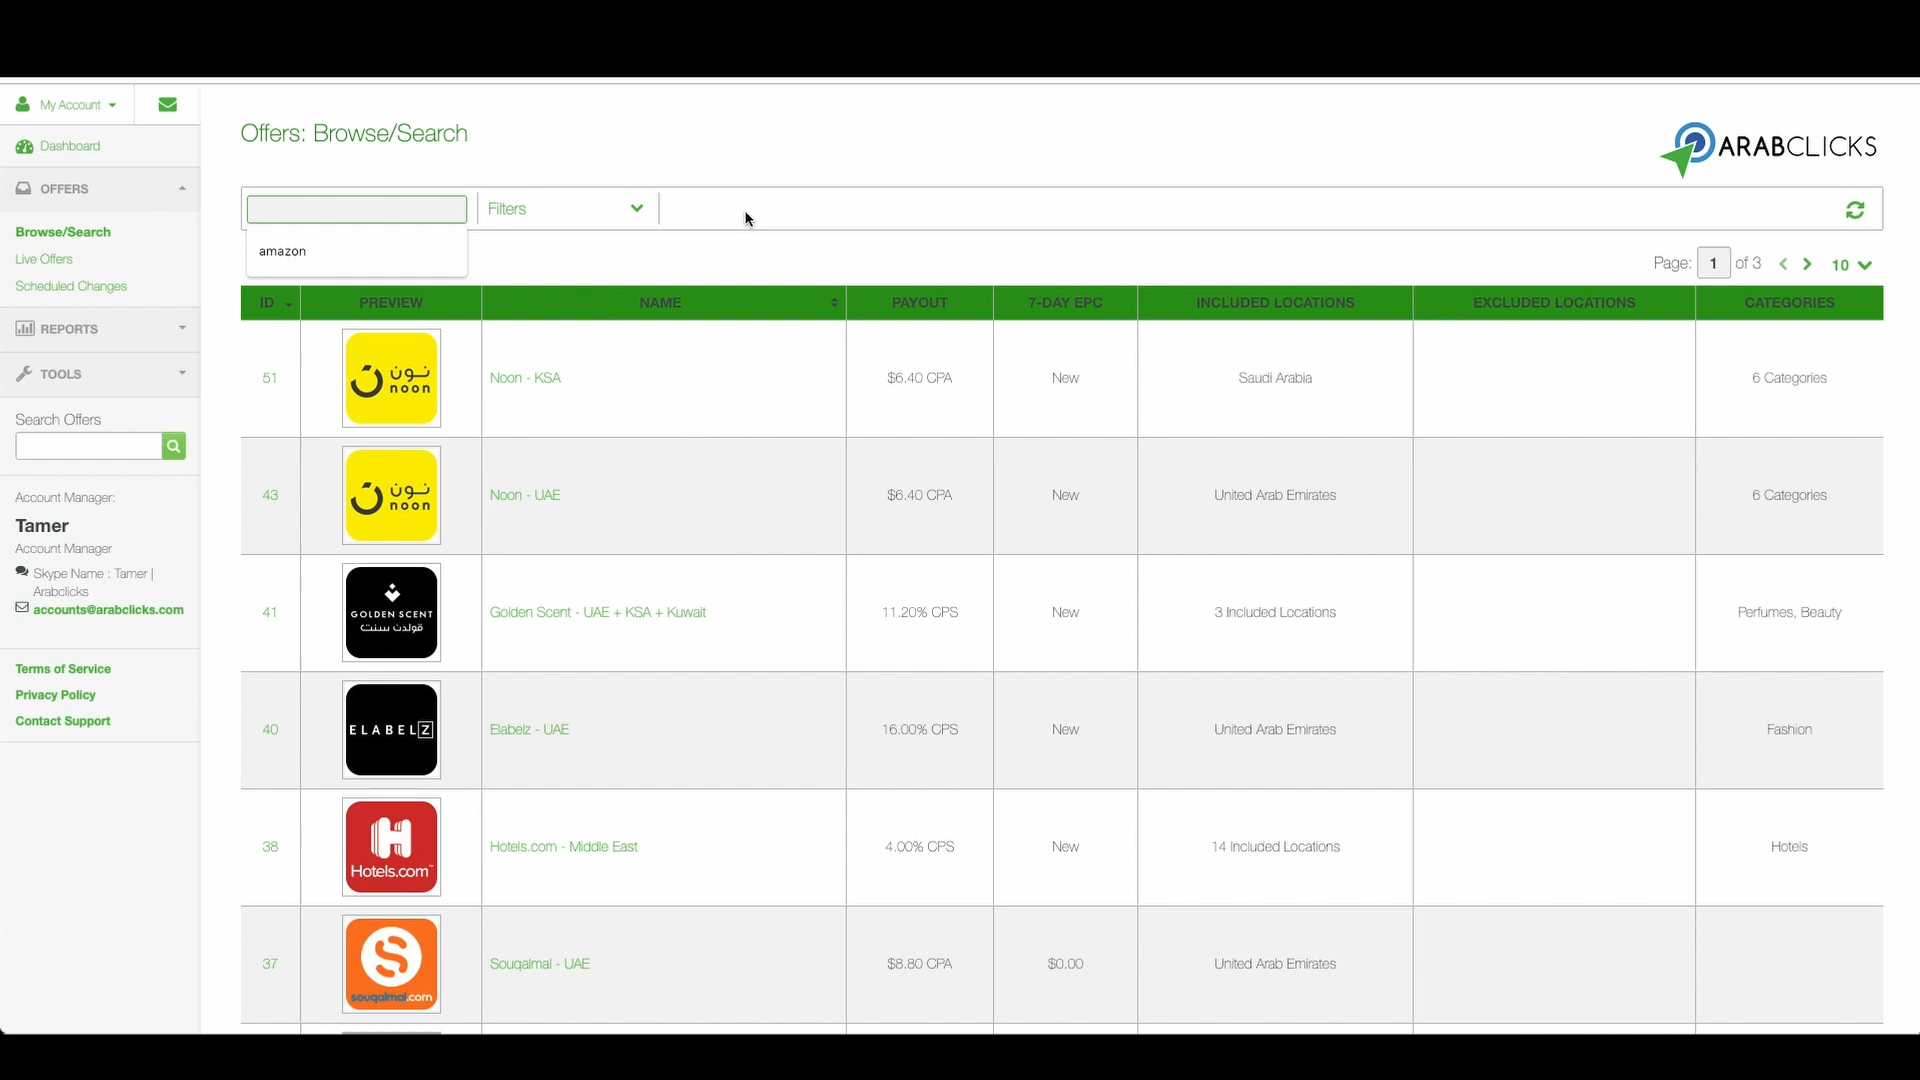 My Account
Dashboard
OFFERS
Browse/Search
Live Offers
Scheduled Changes
REPORTS
TOOLS
Search Offers
Account Manager:
Tamer
Account Manager
Skype Name : Tamer |
Arabclicks
accounts@arabclicks.com
Terms of Service
Privacy Policy
Contact Support
Offers: Browse/Search
ARABCLICKS
Filters
amazon
Page: 1 of 3 10
ID PREVIEW NAME PAYOUT 7-DAY EPC INCLUDED LOCATIONS EXCLUDED LOCATIONS CATEGORIES
نون
noon
51 Noon - KSA $6.40 CPA New Saudi Arabia 6 Categories
نون
noon
43 Noon - UAE $6.40 CPA New United Arab Emirates 6 Categories
GOLDEN SCENT
قولدن سنت
41 Golden Scent - UAE + KSA + Kuwait 11.20% CPS New 3 Included Locations Perfumes, Beauty
ELABELZ
40 Elabelz - UAE 16.00% CPS New United Arab Emirates Fashion
H
Hotels.com™
38 Hotels.com - Middle East 4.00% CPS New 14 Included Locations Hotels
S
souqalmal.com
37 Souqalmal - UAE $8.80 CPA $0.00 United Arab Emirates